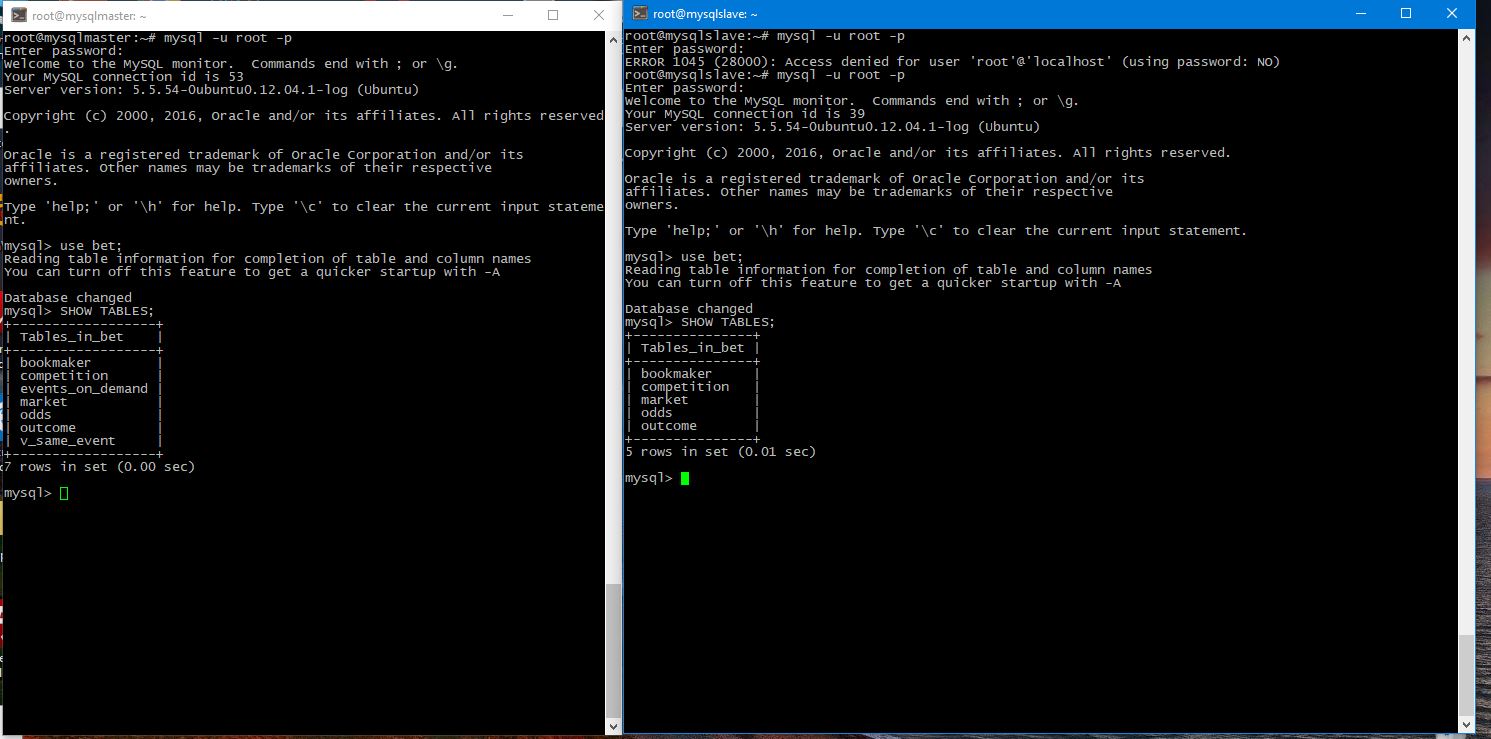 root@mysqlmaster: ~
root@mysqlmaster:~# mysql -u root -p
Enter password:
Welcome to the MySQL monitor.  Commands end with ; or \g.
Your MySQL connection id is 53
Server version: 5.5.54-0ubuntu0.12.04.1-log (Ubuntu)
Copyright (c) 2000, 2016, Oracle and/or its affiliates. All rights reserved
.
Oracle is a registered trademark of Oracle Corporation and/or its
affiliates. Other names may be trademarks of their respective
owners.
Type 'help;' or '\h' for help. Type '\c' to clear the current input stateme
nt.
mysql> use bet;
Reading table information for completion of table and column names
You can turn off this feature to get a quicker startup with -A
Database changed
mysql> SHOW TABLES;
+------------------+
| Tables_in_bet    |
+------------------+
| bookmaker        |
| competition      |
| events_on_demand |
| market           |
| odds             |
| outcome          |
| v_same_event     |
+------------------+
7 rows in set (0.00 sec)
mysql>
root@mysqlslave: ~
root@mysqlslave:~# mysql -u root -p
Enter password:
ERROR 1045 (28000): Access denied for user 'root'@'localhost' (using password: NO)
root@mysqlslave:~# mysql -u root -p
Enter password:
Welcome to the MySQL monitor.  Commands end with ; or \g.
Your MySQL connection id is 39
Server version: 5.5.54-0ubuntu0.12.04.1-log (Ubuntu)
Copyright (c) 2000, 2016, Oracle and/or its affiliates. All rights reserved.
Oracle is a registered trademark of Oracle Corporation and/or its
affiliates. Other names may be trademarks of their respective
owners.
Type 'help;' or '\h' for help. Type '\c' to clear the current input statement.
mysql> use bet;
Reading table information for completion of table and column names
You can turn off this feature to get a quicker startup with -A
Database changed
mysql> SHOW TABLES;
+---------------+
| Tables_in_bet |
+---------------+
| bookmaker     |
| competition   |
| market        |
| odds          |
| outcome       |
+---------------+
5 rows in set (0.01 sec)
mysql>